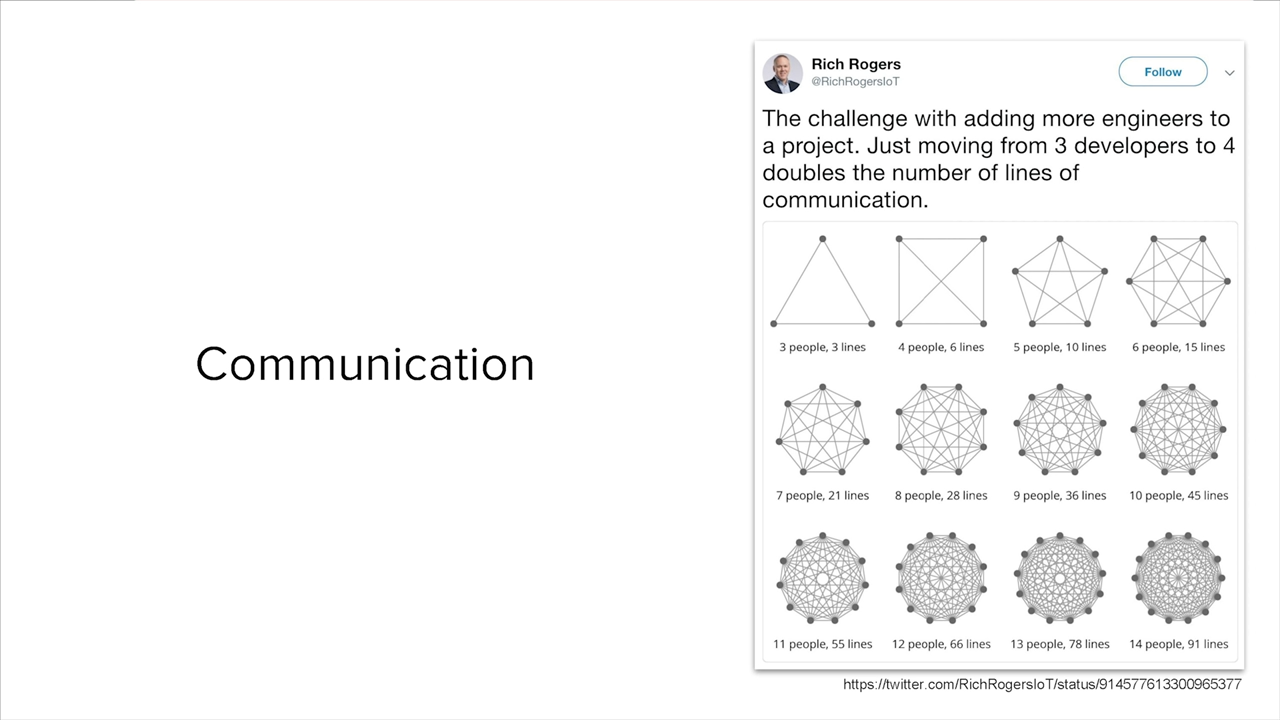 Communication
Rich Rogers
@RichRogersIoT
Follow
The challenge with adding more engineers to
a project. Just moving from 3 developers to 4
doubles the number of lines of
communication.
3 people, 3 lines
4 people, 6 lines
5 people, 10 lines
6 people, 15 lines
7 people, 21 lines
8 people, 28 lines
9 people, 36 lines
10 people, 45 lines
11 people, 55 lines
12 people, 66 lines
13 people, 78 lines
14 people, 91 lines
https://twitter.com/RichRogersIoT/status/914577613300965377